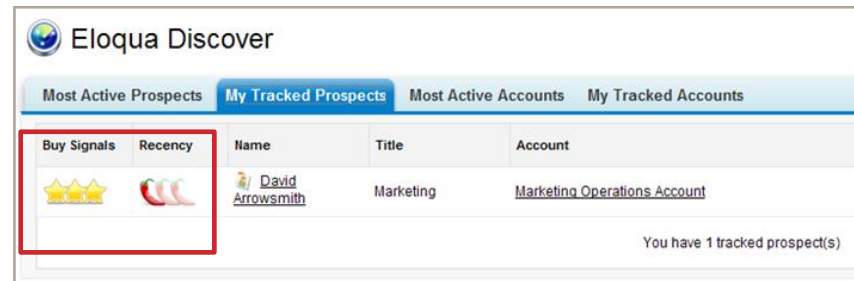 Eloqua Discover
Most Active Prospects My Tracked Prospects Most Active Accounts My Tracked Accounts
Buy Signals Recency Name Title Account
David
Arrowsmith Marketing Marketing Operations Account
You have 1 tracked prospect(s)